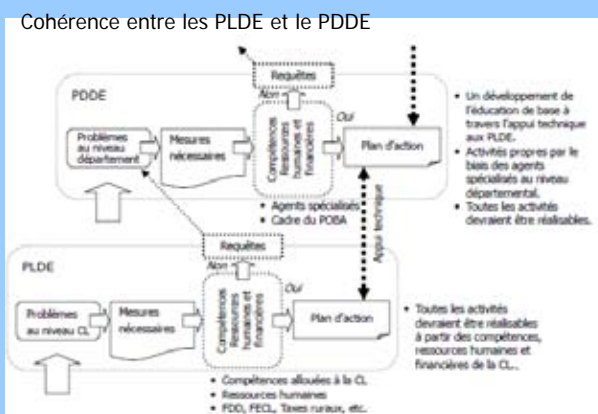 Cohérence entre les PLDE et le PDDE
Requêtes
PDDE
Non
Oui
Problèmes
au niveau
département
Mesures
nécessaires
Compétences
Ressources
humaines et
financières
Plan d'action
• Agents spécialisés
• Cadre du POBA
• Un développement de
l'éducation de base à
travers l'appui technique
aux PLDE.
• Activités propres par le
biais des agents
spécialisés au niveau
départemental.
• Toutes les activités
devraient être réalisables.
Appui technique
Requêtes
PLDE
Non
Oui
Problèmes
au niveau CL
Mesures
nécessaires
Compétences
Ressources
humaines et
financières
Plan d'action
• Toutes les activités
devraient être réalisables
à partir des compétences,
ressources humaines et
financières de la CL..
• Compétences allouées à la CL
• Ressources humaines
• FDD, FECL, Taxes ruraux, etc.